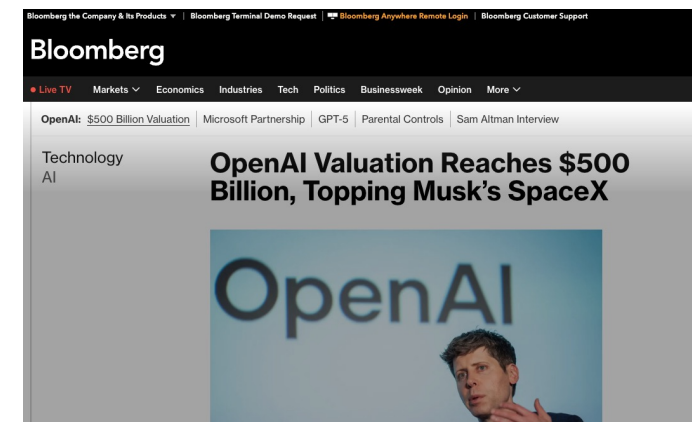 Bloomberg the Company & Its Products ▼ | Bloomberg Terminal Demo Request | Bloomberg Anywhere Remote Login | Bloomberg Customer Support
Bloomberg
• Live TV Markets Economics Industries Tech Politics Businessweek Opinion More
OpenAI: $500 Billion Valuation | Microsoft Partnership | GPT-5 | Parental Controls | Sam Altman Interview
Technology
AI
OpenAI Valuation Reaches $500
Billion, Topping Musk’s SpaceX
OpenAI